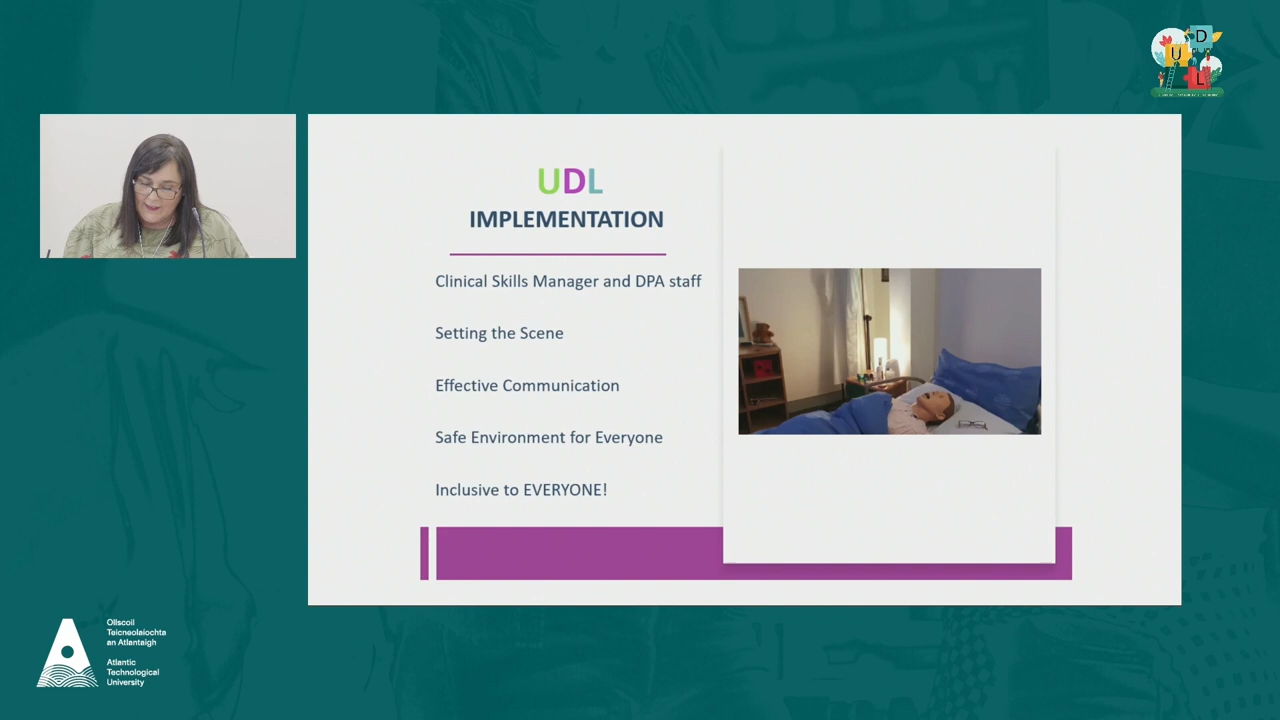 U
D
L
UDL
IMPLEMENTATION
Clinical Skills Manager and DPA staff
Setting the Scene
Effective Communication
Safe Environment for Everyone
Inclusive to EVERYONE!
Ollscoil
Teicneolaíochta
an Atlantaigh
Atlantic
Technological
University